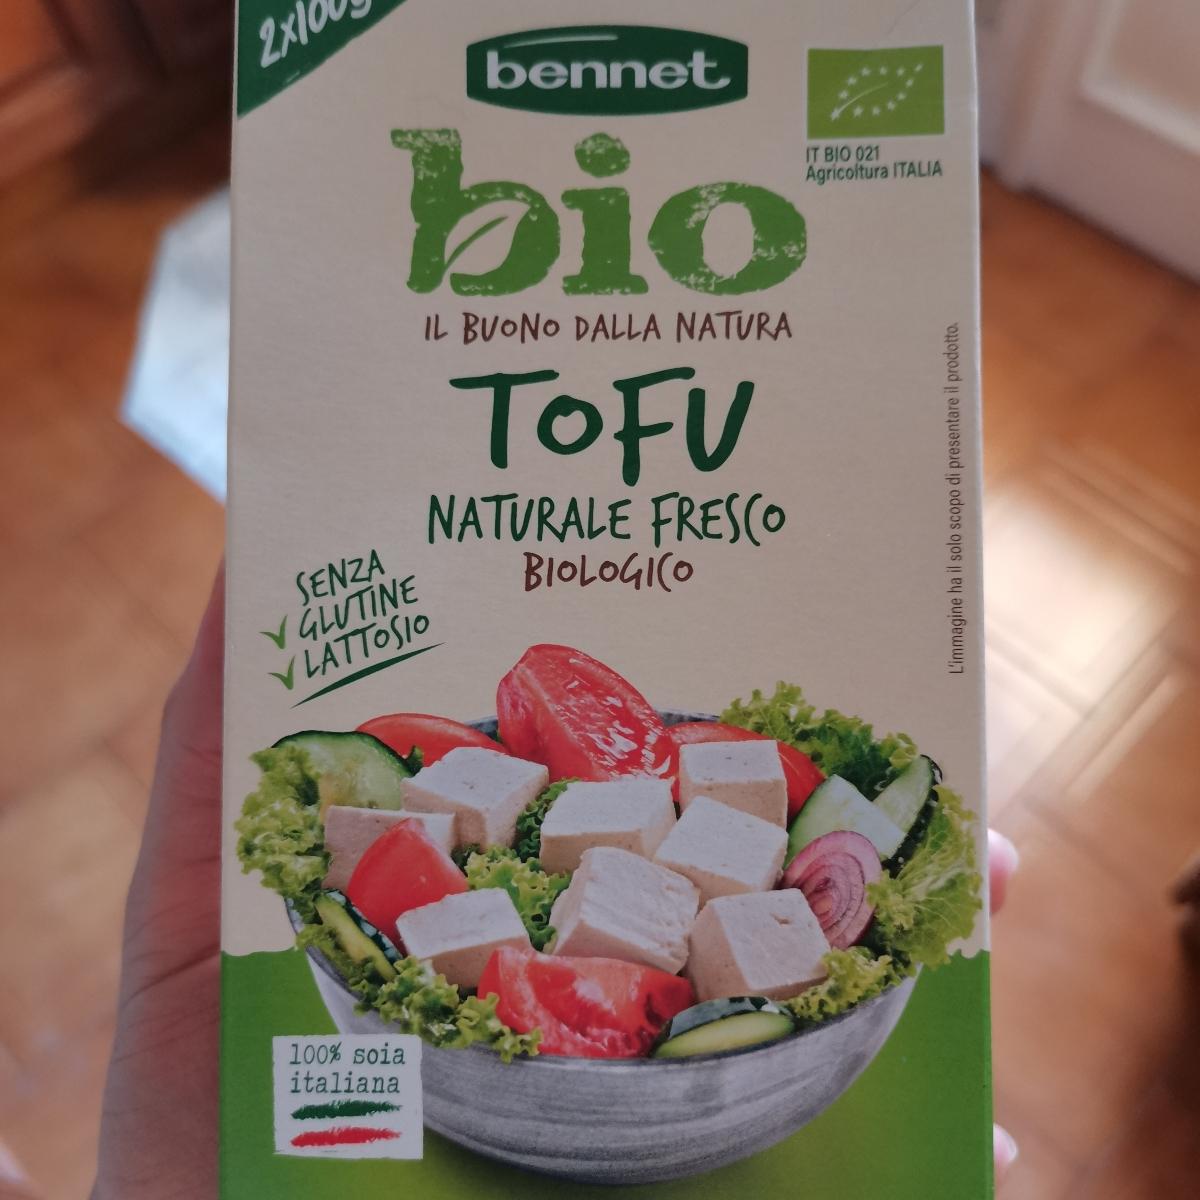 2x100g
bennet
bio
IT BIO 021
Agricoltura ITALIA
IL BUONO DALLA NATURA
TOFU
NATURALE FRESCO
BIOLOGICO
SENZA
GLUTINE
LATTOSIO
L'immagine ha il solo scopo di presentare il prodotto.
100% soia
italiana